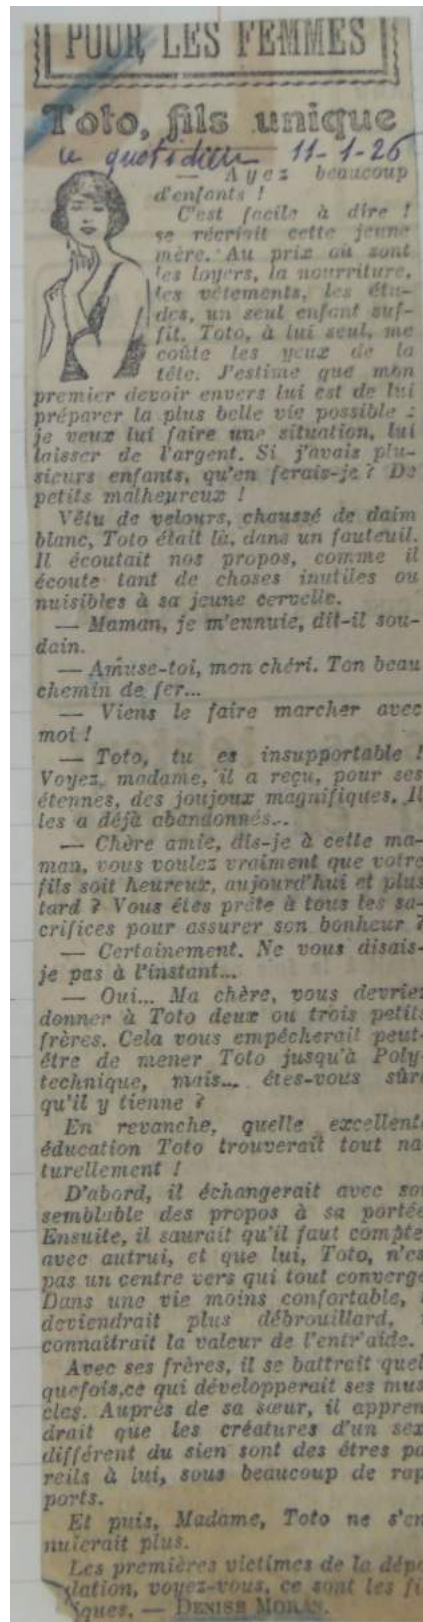 POUR LES FEMMES
Toto, fils unique
Le quotidien 11-1-26
— Ayez beaucoup
d'enfants !
C'est facile à dire !
se récriait cette jeune
mère. Au prix où sont
les loyers, la nourriture,
les vêtements, les étu-
des, un seul enfant suf-
fit. Toto, à lui seul, me
coûte les yeux de la
tête. J'estime que mon
premier devoir envers lui est de lui
préparer la plus belle vie possible :
je veux lui faire une situation, lui
laisser de l'argent. Si j'avais plu-
sieurs enfants, qu'en ferais-je ? De
petits malheureux !
Vêtu de velours, chaussé de daim
blanc, Toto était là, dans un fauteuil.
Il écoutait nos propos, comme il
écoute tant de choses inutiles ou
nuisibles à sa jeune cervelle.
— Maman, je m'ennuie, dit-il sou-
dain.
— Amuse-toi, mon chéri. Ton beau
chemin de fer...
— Viens le faire marcher avec
moi !
— Toto, tu es insupportable !
Voyez, madame, il a reçu, pour ses
étennes, des joujoux magnifiques. Il
les a déjà abandonnés...
— Chère amie, dis-je à cette ma-
man, vous voulez vraiment que votre
fils soit heureux, aujourd'hui et plus
tard ? Vous êtes prête à tous les sa-
crifices pour assurer son bonheur ?
— Certainement. Ne vous disais-
je pas à l'instant...
— Oui... Ma chère, vous devriez
donner à Toto deux ou trois petits
frères. Cela vous empêcherait peut-
être de mener Toto jusqu'à Poly-
technique, mais... êtes-vous sûre
qu'il y tienne ?
En revanche, quelle excellente
éducation Toto trouverait tout na-
turellement !
D'abord, il échangerait avec son
semblable des propos à sa portée
Ensuite, il saurait qu'il faut compte
avec autrui, et que lui, Toto, n'es
pas un centre vers qui tout converge
Dans une vie moins confortable, i
deviendrait plus débrouillard, i
connaîtrait la valeur de l'entr'aide.
Avec ses frères, il se battrait quel
quefois, ce qui développerait ses mus
cles. Auprès de sa sœur, il appren
drait que les créatures d'un sex
différent du sien sont des êtres pa
reils à lui, sous beaucoup de rap
ports.
Et puis, Madame, Toto ne s'en
nuierait plus.
Les premières victimes de la dépo
ulation, voyez-vous, ce sont les fi
iques. — DENISE MORAN.